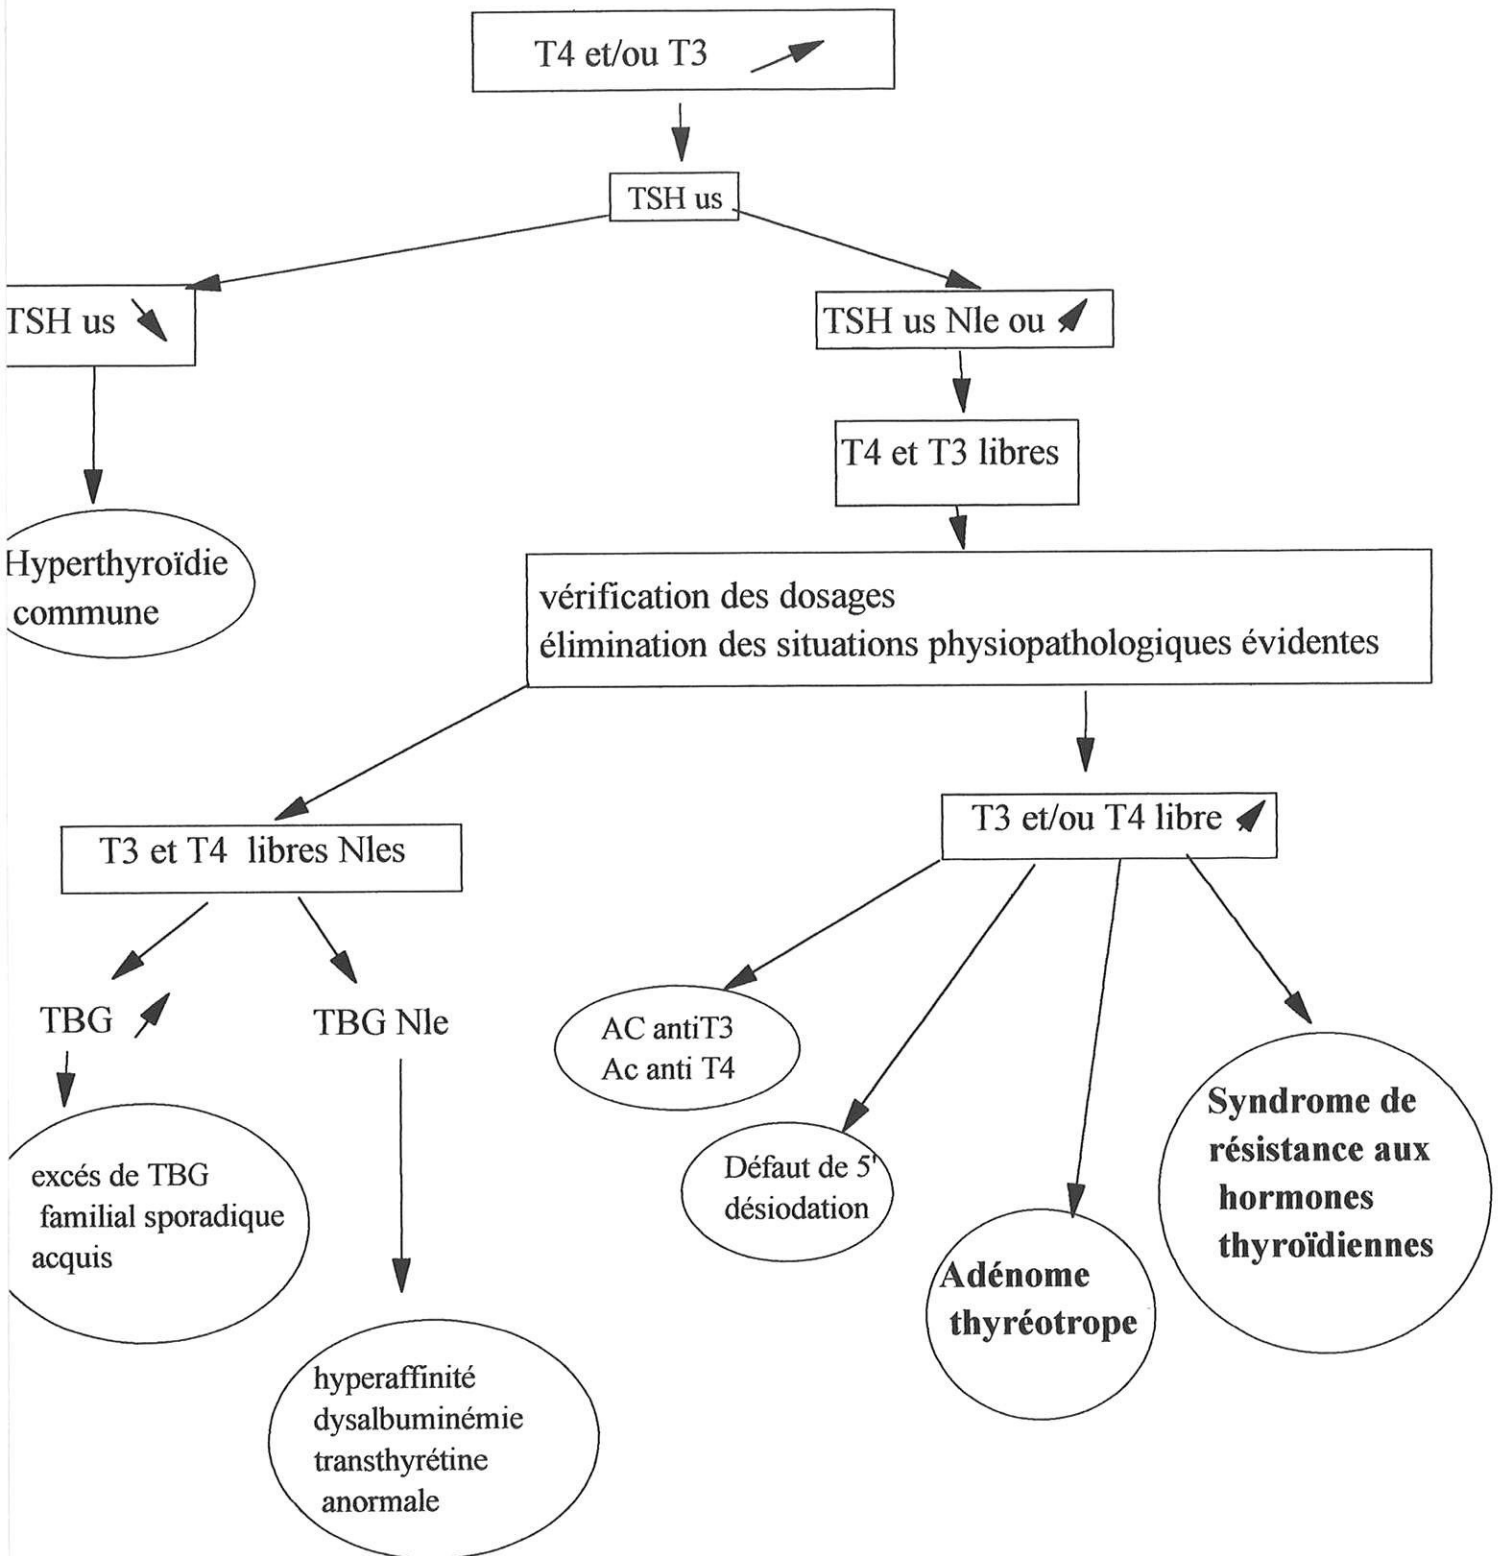 T4 et/ou T3
TSH us
TSH us
TSH us Nle ou
T4 et T3 libres
Hyperthyroïdie
commune
vérification des dosages
élimination des situations physiopathologiques évidentes
T3 et T4 libres Nles
T3 et/ou T4 libre
TBG
TBG Nle
AC antiT3
Ac anti T4
Défaut de 5'
désiodation
Adénome
thyréotrope
Syndrome de
résistance aux
hormones
thyroïdiennes
excés de TBG
familial sporadique
acquis
hyperaffinité
dysalbuminémie
transthyrétine
anormale